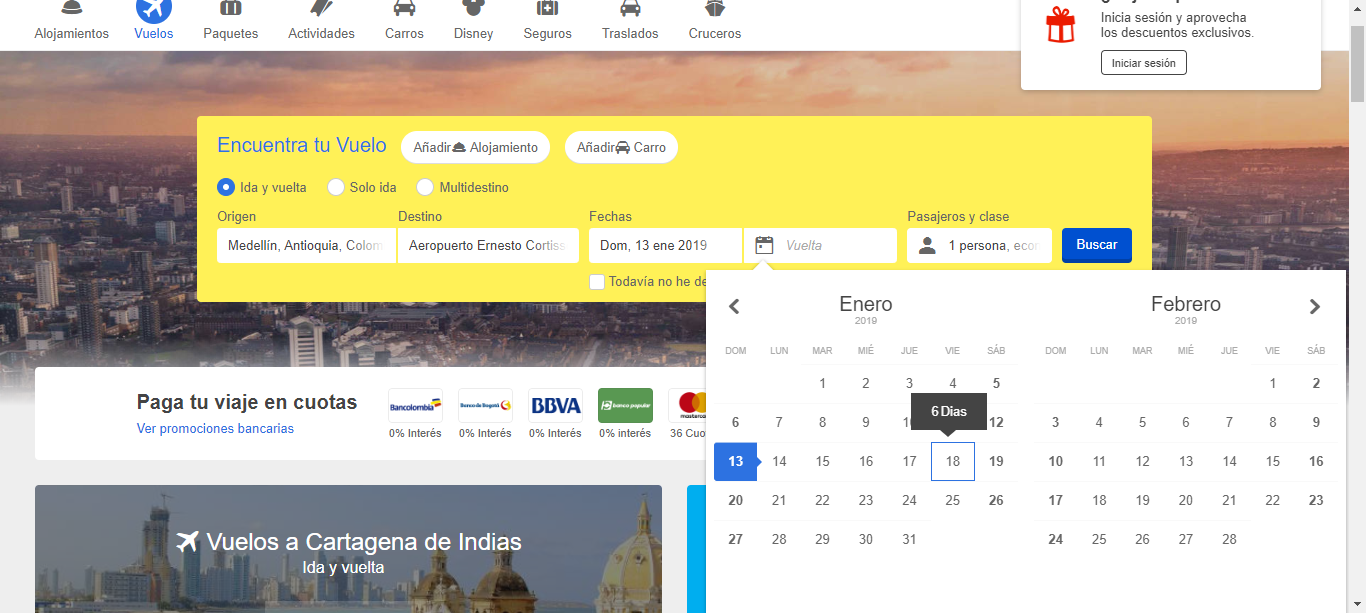 Alojamientos Vuelos Paquetes Actividades Carros Disney Seguros Traslados Cruceros
Inicia sesión y aprovecha
los descuentos exclusivos.
Iniciar sesión
Encuentra tu Vuelo Añadir Alojamiento Añadir Carro
Ida y vuelta Solo ida Multidestino
Origen Destino Fechas Pasajeros y clase
Medellín, Antioquia, Colom Aeropuerto Ernesto Cortiss Dom, 13 ene 2019 Vuelta 1 persona, econ Buscar
Todavía no he de
Paga tu viaje en cuotas
Ver promociones bancarias
Bancolombia Banco de Bogotá BBVA banco popular masterca
0% Interés 0% Interés 0% Interés 0% interés 36 Cuo
Vuelos a Cartagena de Indias
Ida y vuelta
Enero
2019
DOM LUN MAR MIÉ JUE VIE SÁB
1 2 3 4 5
6 Dias
6 7 8 9 12
13 14 15 16 17 18 19
20 21 22 23 24 25 26
27 28 29 30 31
Febrero
2019
DOM LUN MAR MIÉ JUE VIE SÁB
1 2
3 4 5 6 7 8 9
10 11 12 13 14 15 16
17 18 19 20 21 22 23
24 25 26 27 28